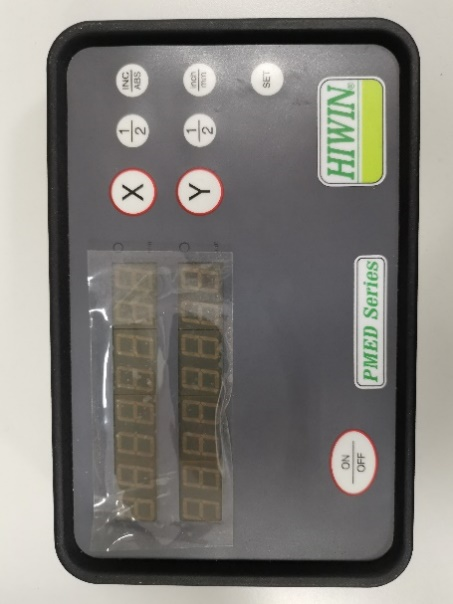 X
1
2
INC
ABS
Y
1
2
inch
mm
SET
ON
OFF
PMED Series
HIWIN®